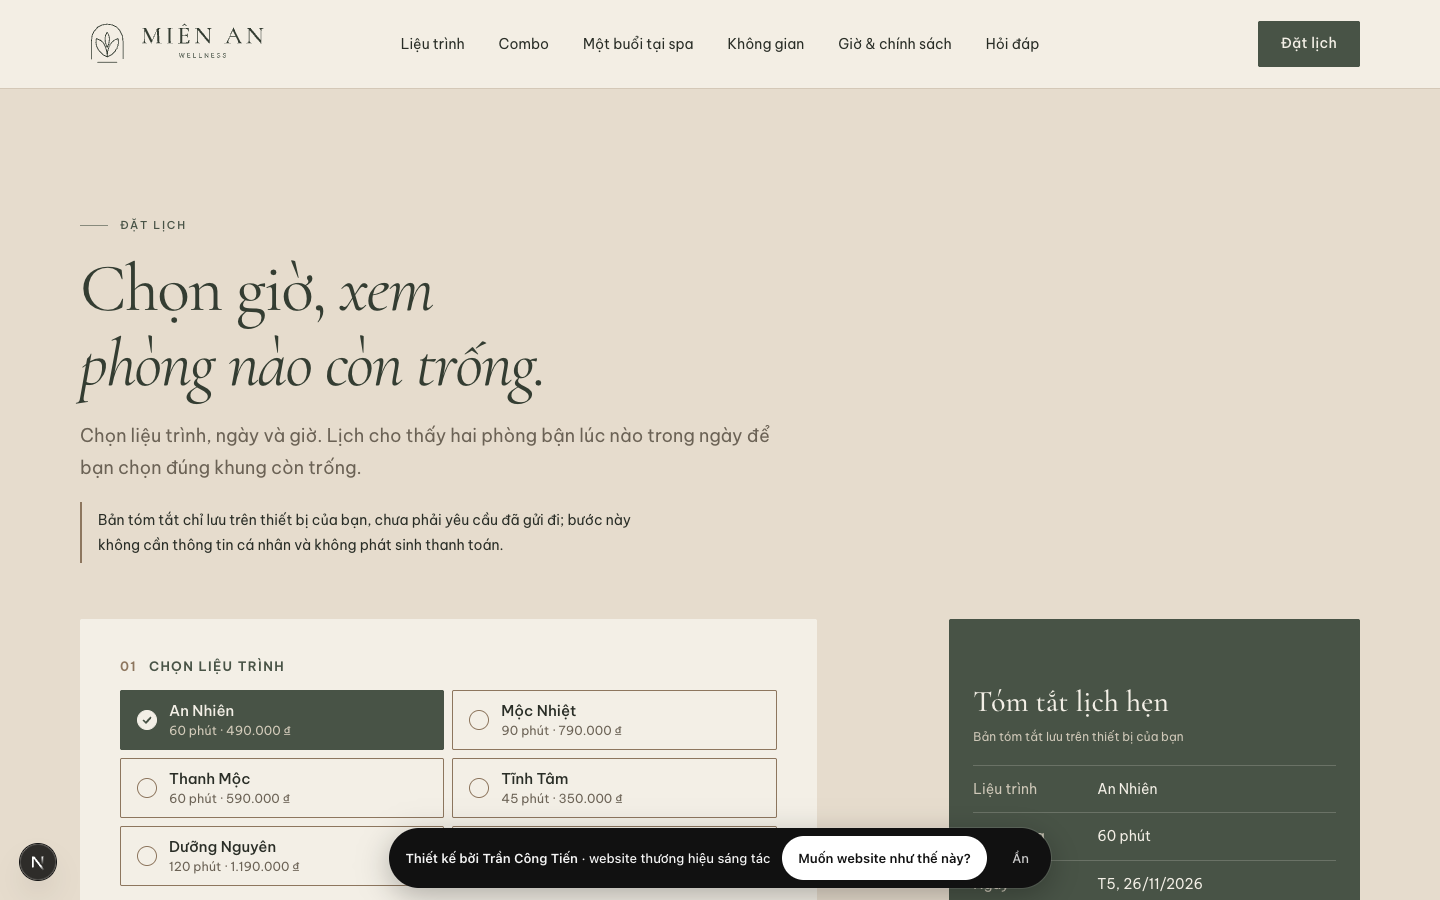 MIÊN AN
WELLNESS
Liệu trình
Combo
Một buổi tại spa
Không gian
Giờ & chính sách
Hỏi đáp
Đặt lịch
ĐẶT LỊCH
Chọn giờ, xem
phòng nào còn trống.
Chọn liệu trình, ngày và giờ. Lịch cho thấy hai phòng bận lúc nào trong ngày để
bạn chọn đúng khung còn trống.
Bản tóm tắt chỉ lưu trên thiết bị của bạn, chưa phải yêu cầu đã gửi đi; bước này
không cần thông tin cá nhân và không phát sinh thanh toán.
01 CHỌN LIỆU TRÌNH
An Nhiên
60 phút · 490.000 ₫
Mộc Nhiệt
90 phút · 790.000 ₫
Thanh Mộc
60 phút · 590.000 ₫
Tĩnh Tâm
45 phút · 350.000 ₫
Dưỡng Nguyên
120 phút · 1.190.000 ₫
Tóm tắt lịch hẹn
Bản tóm tắt lưu trên thiết bị của bạn
Liệu trình An Nhiên
60 phút
T5, 26/11/2026
N
Thiết kế bởi Trần Công Tiến · website thương hiệu sáng tác
Muốn website như thế này?
Ẩn